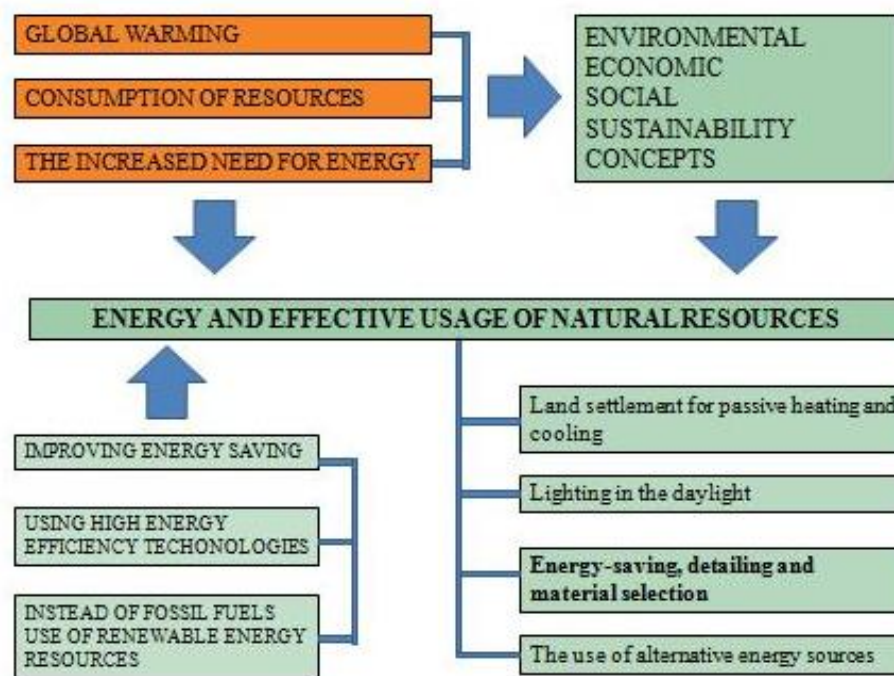 GLOBAL WARMING
CONSUMPTION OF RESOURCES
THE INCREASED NEED FOR ENERGY
ENVIRONMENTAL
ECONOMIC
SOCIAL
SUSTAINABILITY
CONCEPTS
ENERGY AND EFFECTIVE USAGE OF NATURAL RESOURCES
IMPROVING ENERGY SAVING
USING HIGH ENERGY
EFFICIENCY TECHONOLOGIES
INSTEAD OF FOSSIL FUELS
USE OF RENEWABLE ENERGY
RESOURCES
Land settlement for passive heating and
cooling
Lighting in the daylight
Energy-saving, detailing and
material selection
The use of alternative energy sources